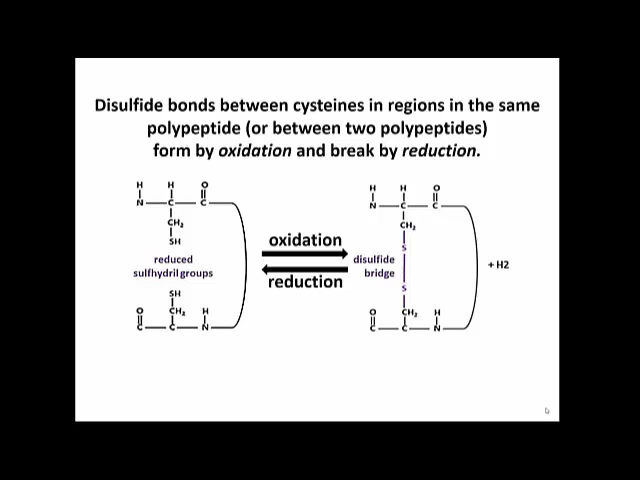 Disulfide bonds between cysteines in regions in the same
polypeptide (or between two polypeptides)
form by oxidation and break by reduction.
H H O
N C C
CH₂
SH
reduced
sulfhydril groups
SH
O CH₂ H
C C N
oxidation
reduction
H H O
N C C
CH₂
S
disulfide
bridge
S
O CH₂ H
C C N
+ H2